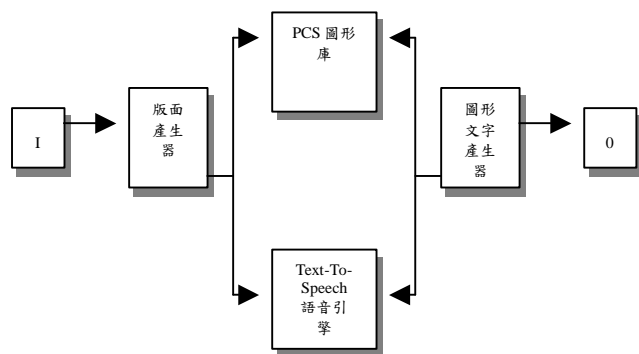 PCS 圖形
庫
版面
產生
器
圖形
文字
產生
器
I
0
Text-To-
Speech
語音引
擎